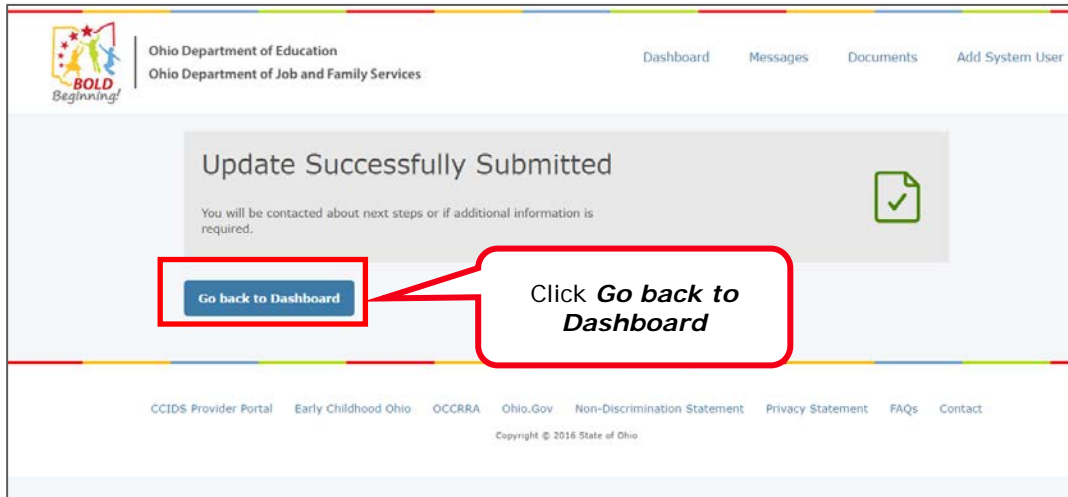 BOLD
Beginning!
Ohio Department of Education
Ohio Department of Job and Family Services
Dashboard Messages Documents Add System User
Update Successfully Submitted
You will be contacted about next steps or if additional information is
required.
Go back to Dashboard
Click Go back to
Dashboard
CCIDS Provider Portal Early Childhood Ohio OCCRRA Ohio.Gov Non-Discrimination Statement Privacy Statement FAQs Contact
Copyright © 2016 State of Ohio